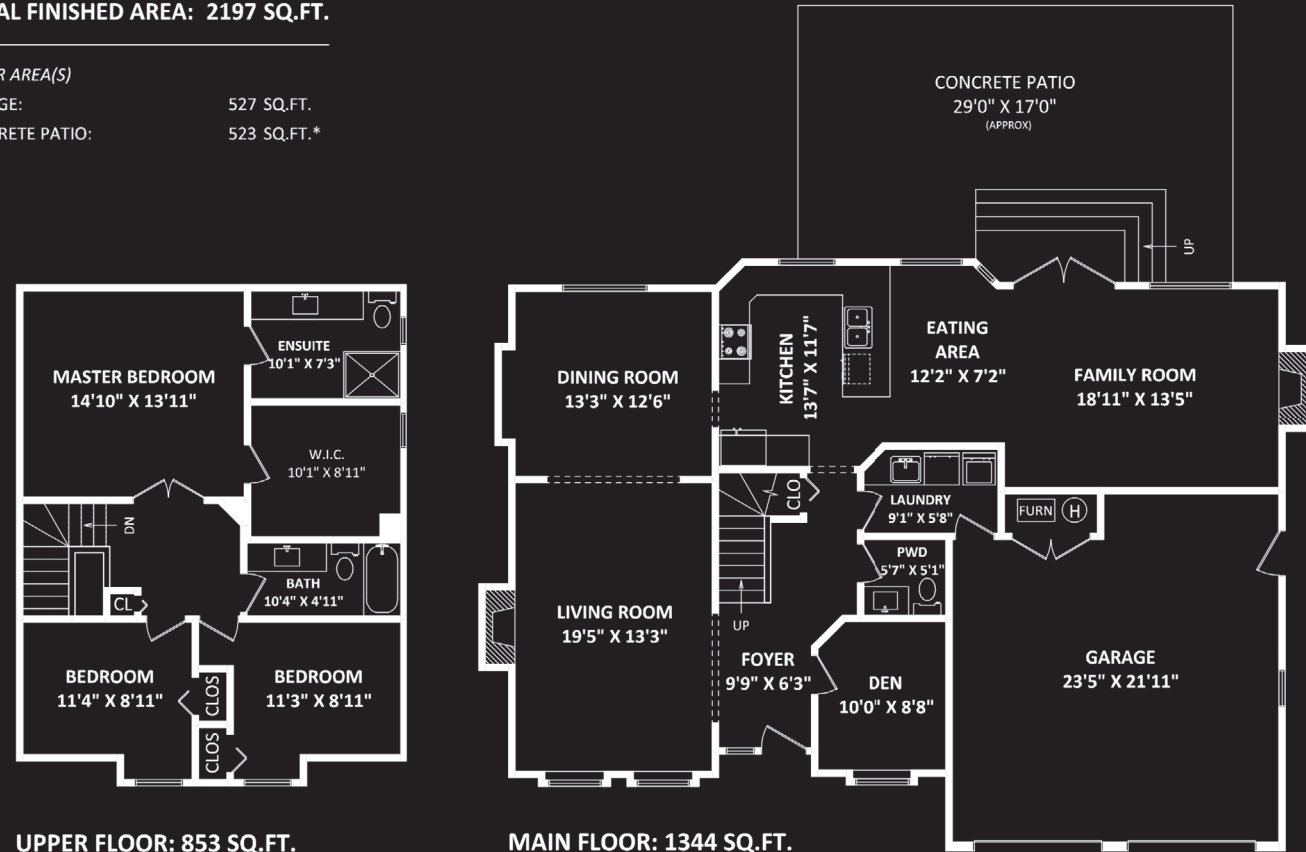 FINISHED AREA: 2197 SQ.FT.
AREA(S)
527 SQ.FT.
PATIO: 523 SQ.FT.*
CONCRETE PATIO
29'0" X 17'0"
(APPROX)
UP
MASTER BEDROOM
14'10" X 13'11"
ENSUITE
10'1" X 7'3"
W.I.C.
10'1" X 8'11"
DN
CL
BATH
10'4" X 4'11"
BEDROOM
11'4" X 8'11"
CLOS
CLOS
BEDROOM
11'3" X 8'11"
UPPER FLOOR: 853 SQ.FT.
DINING ROOM
13'3" X 12'6"
KITCHEN
13'7" X 11'7"
EATING
AREA
12'2" X 7'2"
FAMILY ROOM
18'11" X 13'5"
CLO
LAUNDRY
9'1" X 5'8"
FURN
H
PWD
5'7" X 5'1"
LIVING ROOM
19'5" X 13'3"
UP
FOYER
9'9" X 6'3"
DEN
10'0" X 8'8"
GARAGE
23'5" X 21'11"
MAIN FLOOR: 1344 SQ.FT.